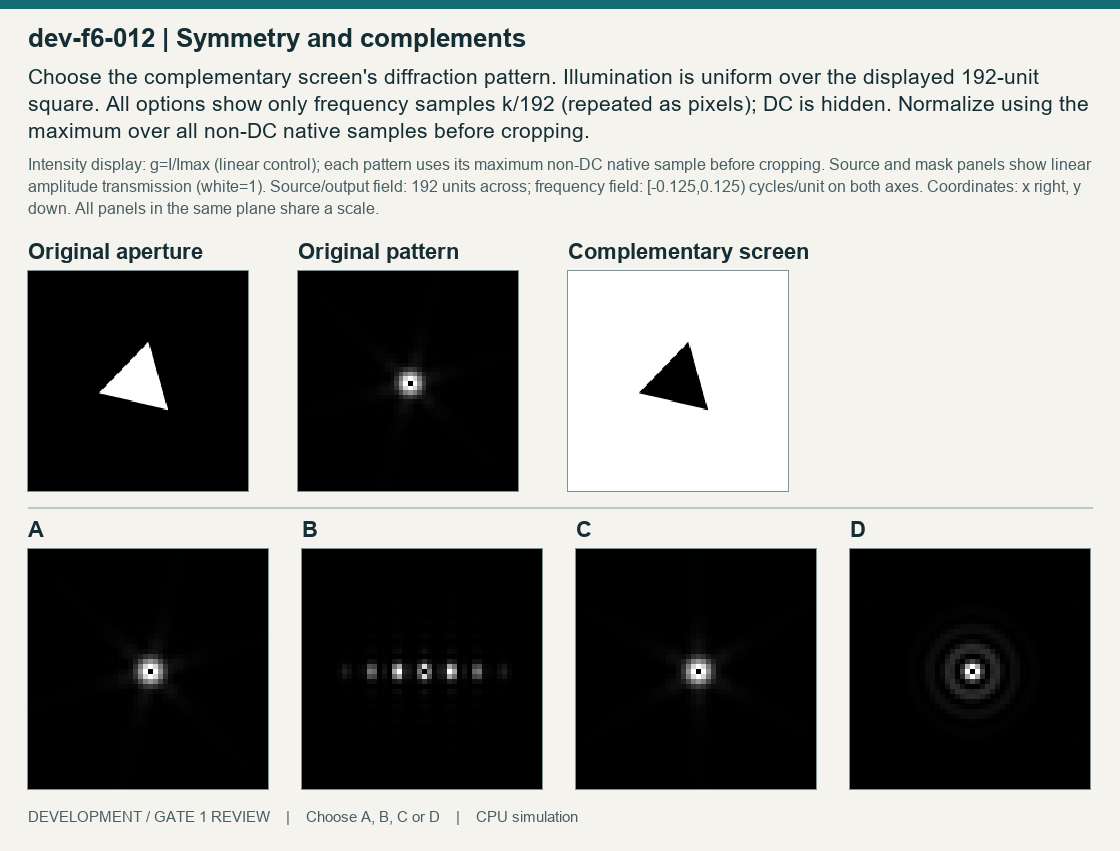 dev-f6-012 | Symmetry and complements
Choose the complementary screen's diffraction pattern. Illumination is uniform over the displayed 192-unit
square. All options show only frequency samples k/192 (repeated as pixels); DC is hidden. Normalize using the
maximum over all non-DC native samples before cropping.
Intensity display: g=I/Imax (linear control); each pattern uses its maximum non-DC native sample before cropping. Source and mask panels show linear
amplitude transmission (white=1). Source/output field: 192 units across; frequency field: [-0.125,0.125) cycles/unit on both axes. Coordinates: x right, y
down. All panels in the same plane share a scale.
Original aperture
Original pattern
Complementary screen
A
B
C
D
DEVELOPMENT / GATE 1 REVIEW | Choose A, B, C or D | CPU simulation